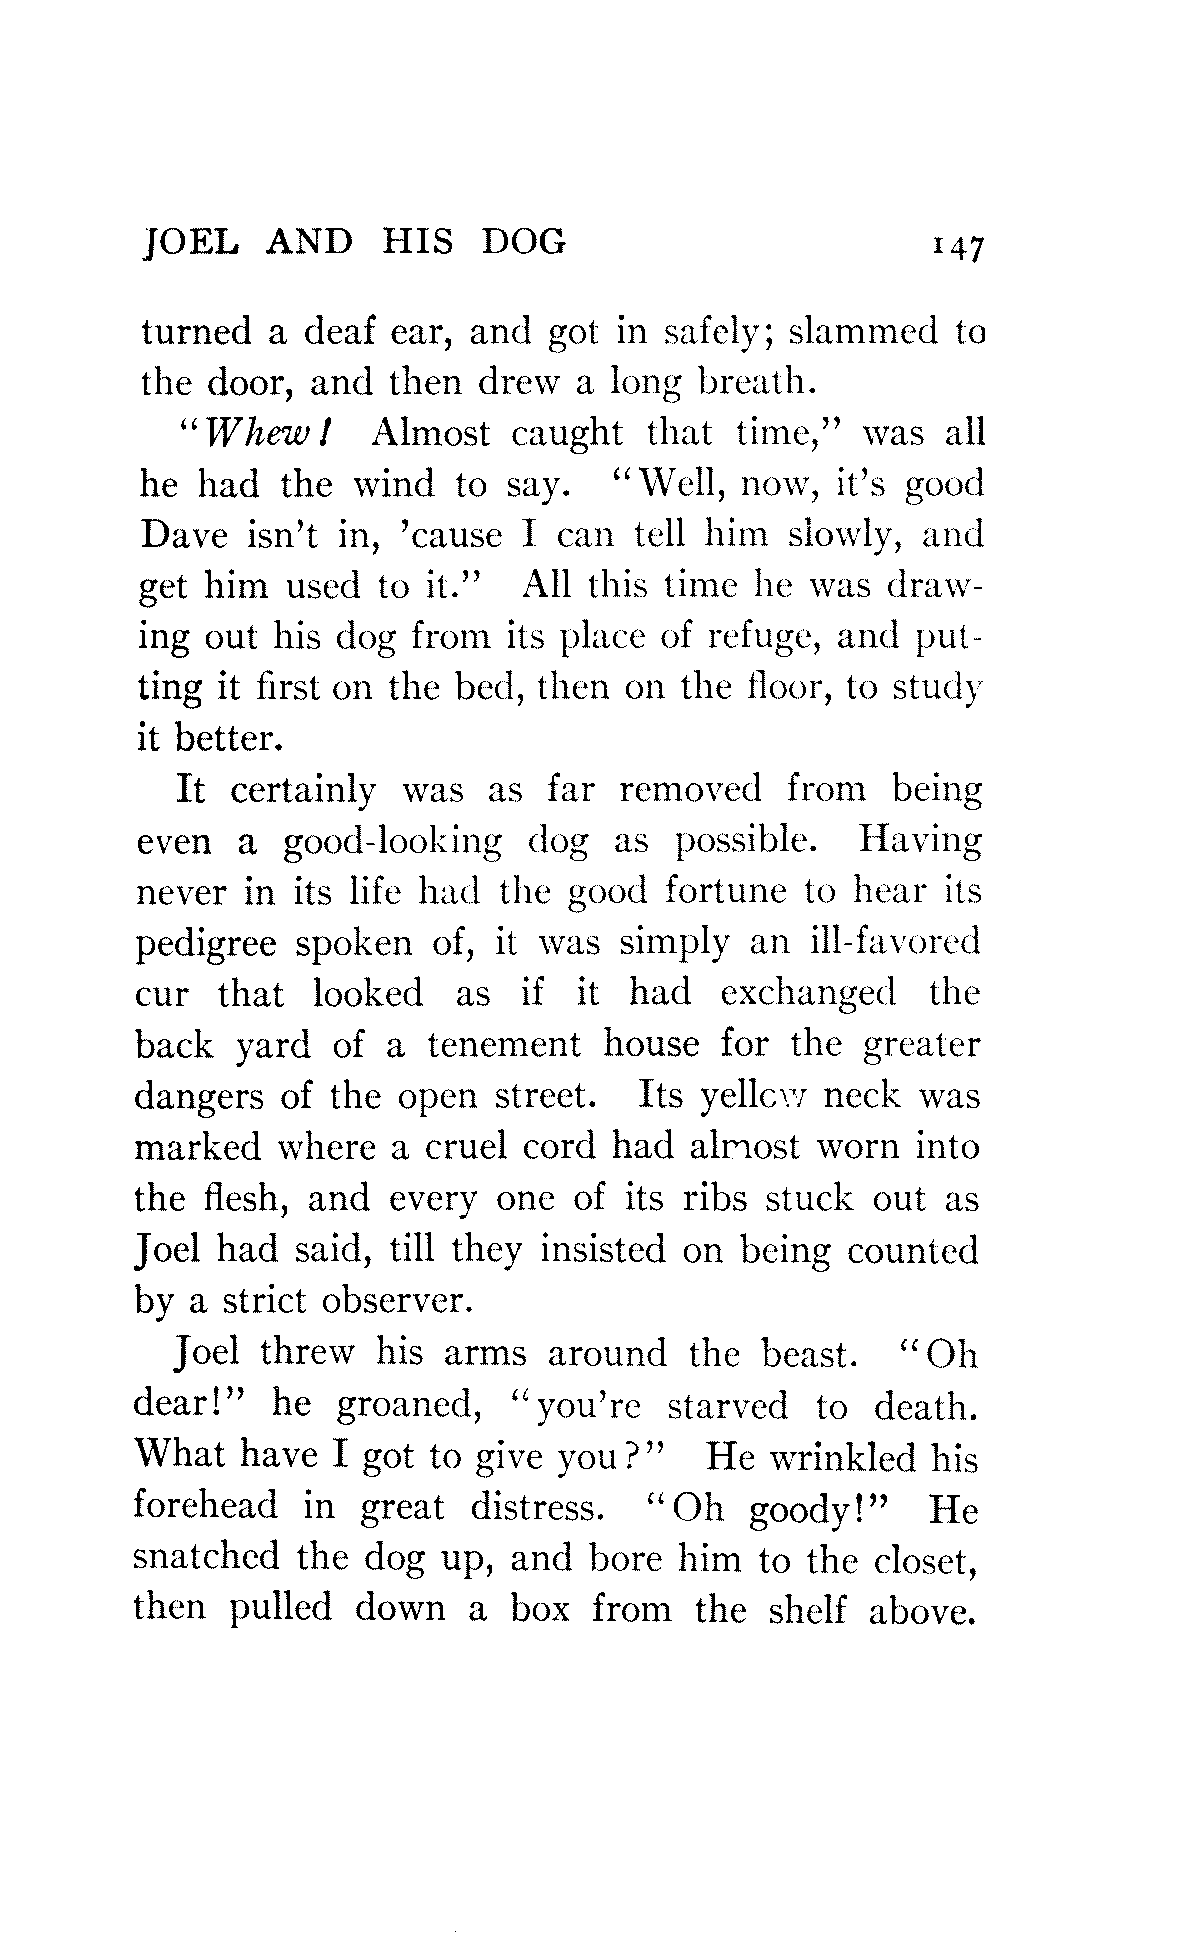 JOEL AND HIS DOG 147
turned a deaf ear, and got in safely; slammed to
the door, and then drew a long breath.
"Whew! Almost caught that time," was all
he had the wind to say. "Well, now, it's good
Dave isn't in, 'cause I can tell him slowly, and
get him used to it." All this time he was draw-
ing out his dog from its place of refuge, and put-
ting it first on the bed, then on the floor, to study
it better.
It certainly was as far removed from being
even a good-looking dog as possible. Having
never in its life had the good fortune to hear its
pedigree spoken of, it was simply an ill-favored
cur that looked as if it had exchanged the
back yard of a tenement house for the greater
dangers of the open street. Its yellow neck was
marked where a cruel cord had almost worn into
the flesh, and every one of its ribs stuck out as
Joel had said, till they insisted on being counted
by a strict observer.
Joel threw his arms around the beast. "Oh
dear!" he groaned, "you're starved to death.
What have I got to give you?" He wrinkled his
forehead in great distress. "Oh goody!" He
snatched the dog up, and bore him to the closet,
then pulled down a box from the shelf above.